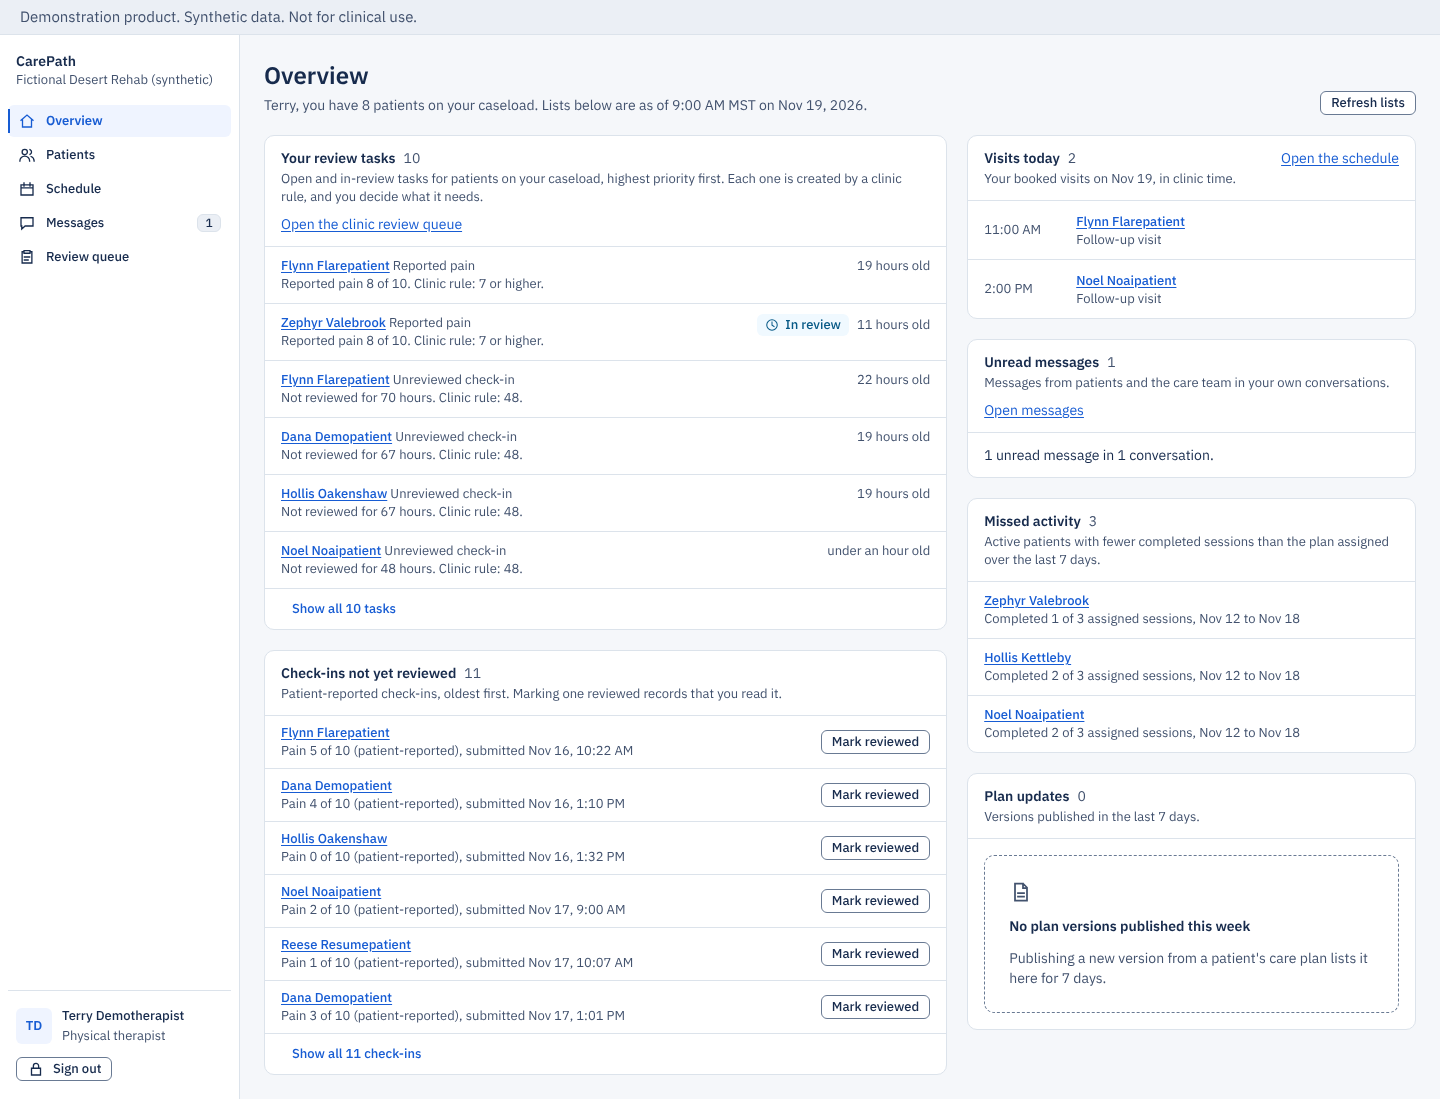 Demonstration product. Synthetic data. Not for clinical use.
CarePath
Fictional Desert Rehab (synthetic)
Overview
Patients
Schedule
Messages 1
Review queue
TD
Terry Demotherapist
Physical therapist
Sign out
Overview
Terry, you have 8 patients on your caseload. Lists below are as of 9:00 AM MST on Nov 19, 2026.
Refresh lists
Your review tasks 10
Open and in-review tasks for patients on your caseload, highest priority first. Each one is created by a clinic
rule, and you decide what it needs.
Open the clinic review queue
Flynn Flarepatient Reported pain 19 hours old
Reported pain 8 of 10. Clinic rule: 7 or higher.
Zephyr Valebrook Reported pain In review 11 hours old
Reported pain 8 of 10. Clinic rule: 7 or higher.
Flynn Flarepatient Unreviewed check-in 22 hours old
Not reviewed for 70 hours. Clinic rule: 48.
Dana Demopatient Unreviewed check-in 19 hours old
Not reviewed for 67 hours. Clinic rule: 48.
Hollis Oakenshaw Unreviewed check-in 19 hours old
Not reviewed for 67 hours. Clinic rule: 48.
Noel Noaipatient Unreviewed check-in under an hour old
Not reviewed for 48 hours. Clinic rule: 48.
Show all 10 tasks
Check-ins not yet reviewed 11
Patient-reported check-ins, oldest first. Marking one reviewed records that you read it.
Flynn Flarepatient
Pain 5 of 10 (patient-reported), submitted Nov 16, 10:22 AM
Mark reviewed
Dana Demopatient
Pain 4 of 10 (patient-reported), submitted Nov 16, 1:10 PM
Mark reviewed
Hollis Oakenshaw
Pain 0 of 10 (patient-reported), submitted Nov 16, 1:32 PM
Mark reviewed
Noel Noaipatient
Pain 2 of 10 (patient-reported), submitted Nov 17, 9:00 AM
Mark reviewed
Reese Resumepatient
Pain 1 of 10 (patient-reported), submitted Nov 17, 10:07 AM
Mark reviewed
Dana Demopatient
Pain 3 of 10 (patient-reported), submitted Nov 17, 1:01 PM
Mark reviewed
Show all 11 check-ins
Visits today 2
Open the schedule
Your booked visits on Nov 19, in clinic time.
11:00 AM
Flynn Flarepatient
Follow-up visit
2:00 PM
Noel Noaipatient
Follow-up visit
Unread messages 1
Messages from patients and the care team in your own conversations.
Open messages
1 unread message in 1 conversation.
Missed activity 3
Active patients with fewer completed sessions than the plan assigned
over the last 7 days.
Zephyr Valebrook
Completed 1 of 3 assigned sessions, Nov 12 to Nov 18
Hollis Kettleby
Completed 2 of 3 assigned sessions, Nov 12 to Nov 18
Noel Noaipatient
Completed 2 of 3 assigned sessions, Nov 12 to Nov 18
Plan updates 0
Versions published in the last 7 days.
No plan versions published this week
Publishing a new version from a patient's care plan lists it
here for 7 days.